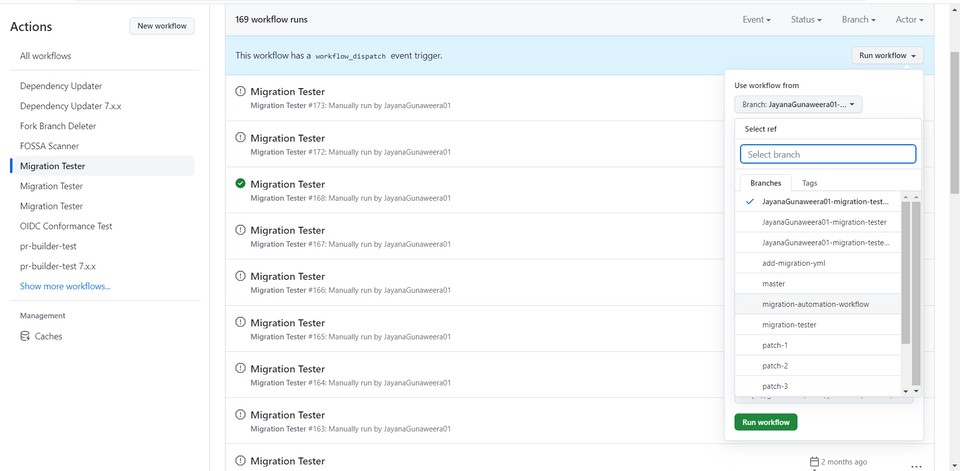 Actions
New workflow
All workflows
Dependency Updater
Dependency Updater 7.x.x
Fork Branch Deleter
FOSSA Scanner
Migration Tester
Migration Tester
Migration Tester
OIDC Conformance Test
pr-builder-test
pr-builder-test 7.x.x
Show more workflows...
Management
Caches
169 workflow runs
Event
Status
Branch
Actor
This workflow has a workflow_dispatch event trigger.
Run workflow
Migration Tester
Migration Tester #173: Manually run by JayanaGunaweera01
Migration Tester
Migration Tester #172: Manually run by JayanaGunaweera01
Migration Tester
Migration Tester #168: Manually run by JayanaGunaweera01
Migration Tester
Migration Tester #167: Manually run by JayanaGunaweera01
Migration Tester
Migration Tester #166: Manually run by JayanaGunaweera01
Migration Tester
Migration Tester #165: Manually run by JayanaGunaweera01
Migration Tester
Migration Tester #164: Manually run by JayanaGunaweera01
Migration Tester
Migration Tester #163: Manually run by JayanaGunaweera01
Migration Tester
2 months ago
Use workflow from
Branch: JayanaGunaweera01-...
Select ref
Select branch
Branches
Tags
JayanaGunaweera01-migration-test...
JayanaGunaweera01-migration-tester
JayanaGunaweera01-migration-teste...
add-migration-yml
master
migration-automation-workflow
migration-tester
patch-1
patch-2
patch-3
Run workflow